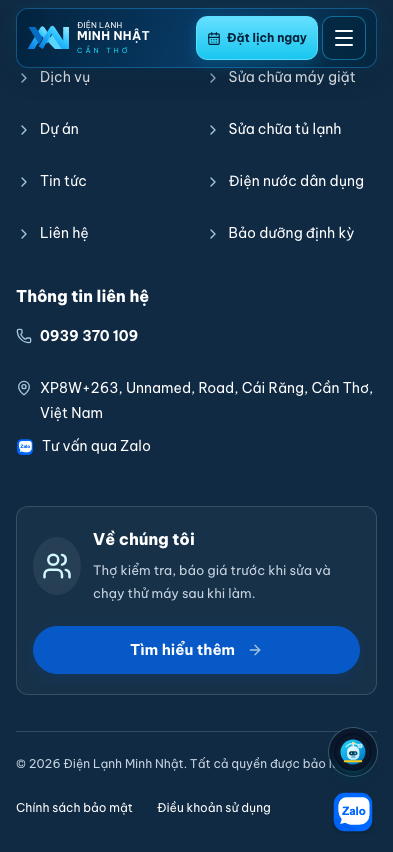 ĐIỆN LẠNH
MINH NHẬT
CẦN THƠ
Đặt lịch ngay
Dịch vụ
Sửa chữa máy giặt
Dự án
Sửa chữa tủ lạnh
Tin tức
Điện nước dân dụng
Liên hệ
Bảo dưỡng định kỳ
Thông tin liên hệ
0939 370 109
XP8W+263, Unnamed, Road, Cái Răng, Cần Thơ,
Việt Nam
Zalo
Tư vấn qua Zalo
Về chúng tôi
Thợ kiểm tra, báo giá trước khi sửa và
chạy thử máy sau khi làm.
Tìm hiểu thêm
© 2026 Điện Lạnh Minh Nhật. Tất cả quyền được bảo
Chính sách bảo mật
Điều khoản sử dụng
Zalo